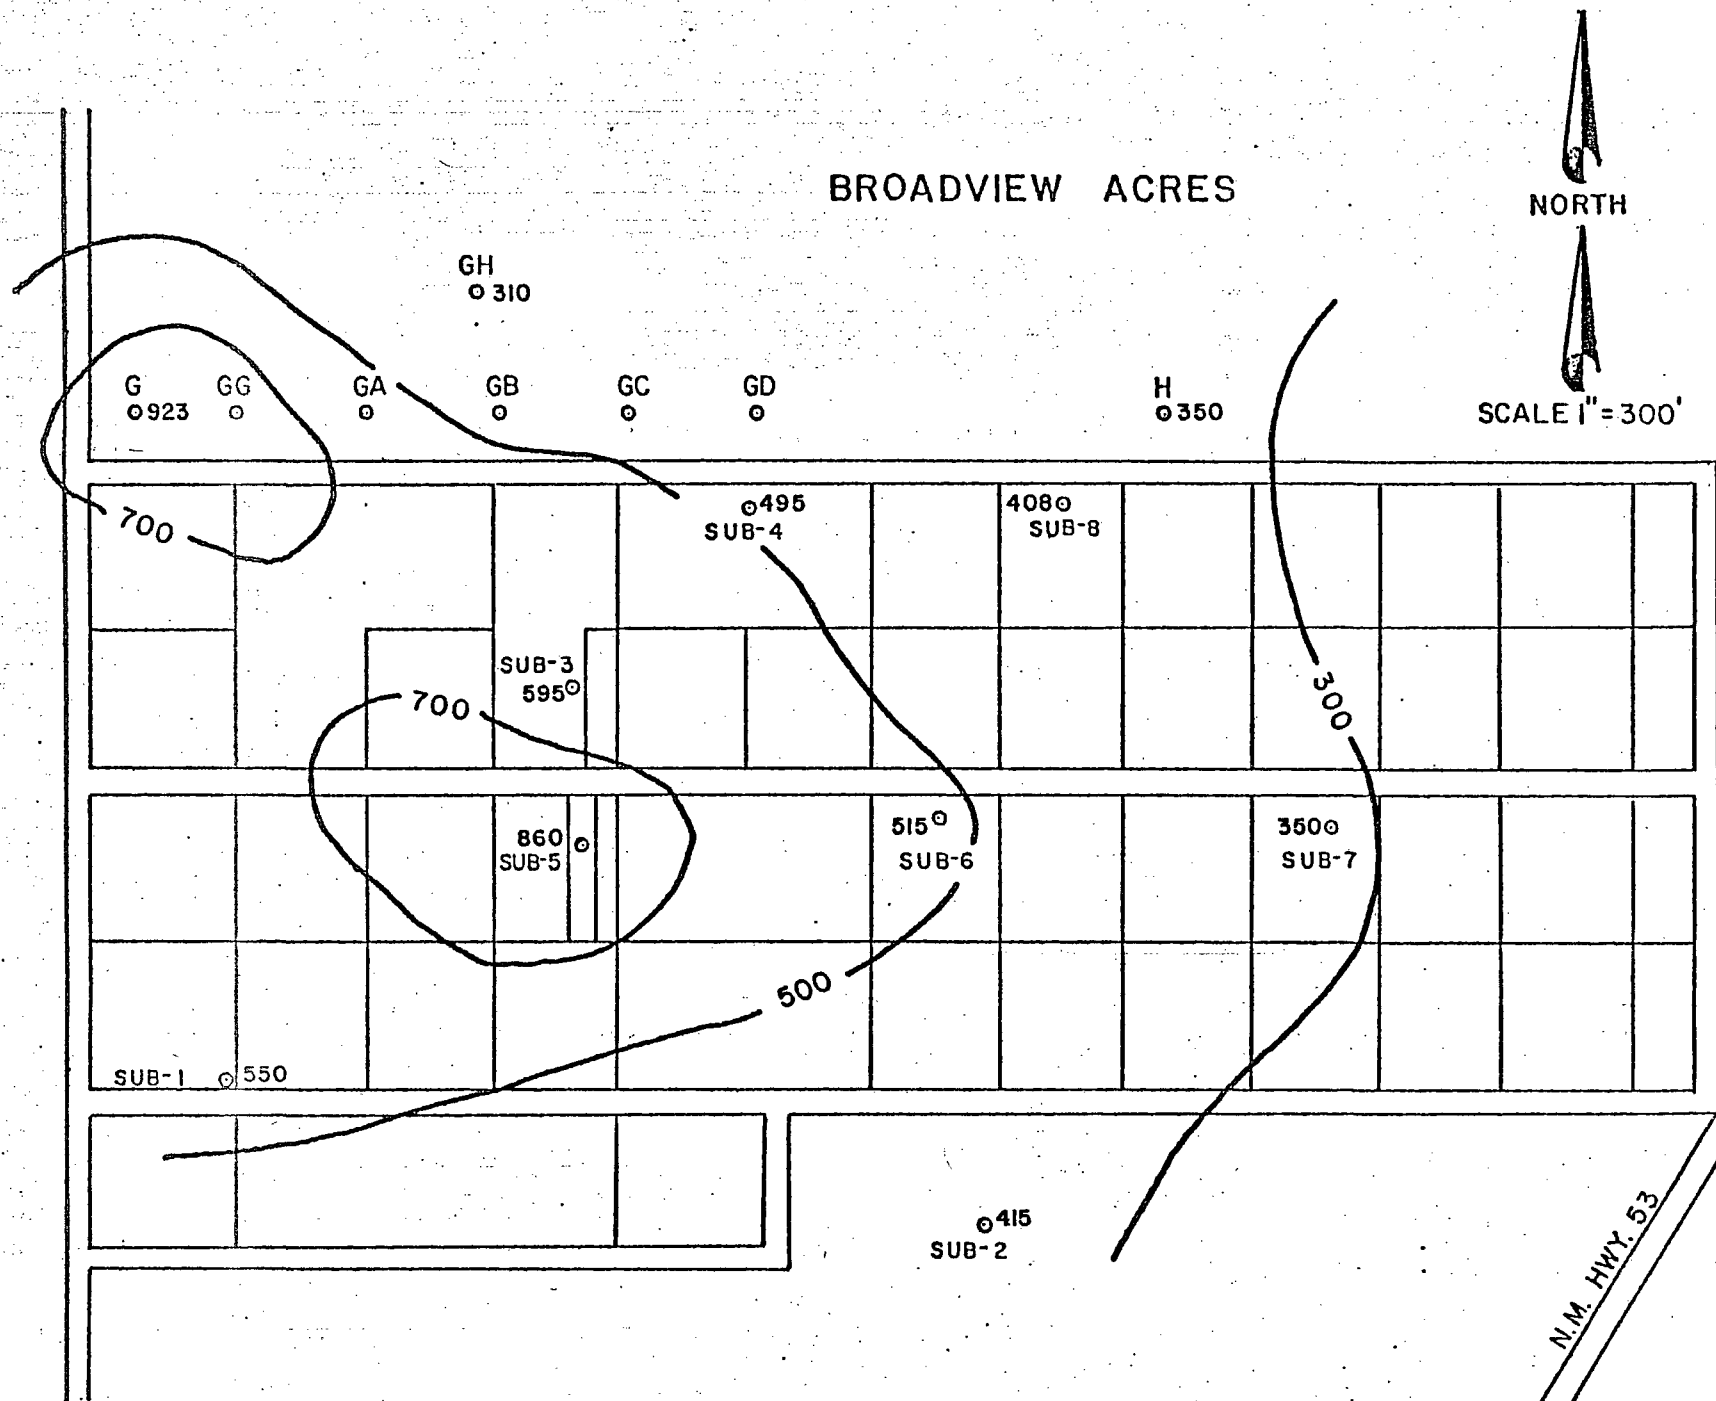 BROADVIEW ACRES
NORTH
SCALE 1"=300'
GH
310
G
923
GG
GA
GB
GC
GD
H
350
700
495
SUB-4
408
SUB-8
SUB-3
595
700
300
860
SUB-5
515
SUB-6
350
SUB-7
500
SUB-1
550
415
SUB-2
N.M. HWY. 53